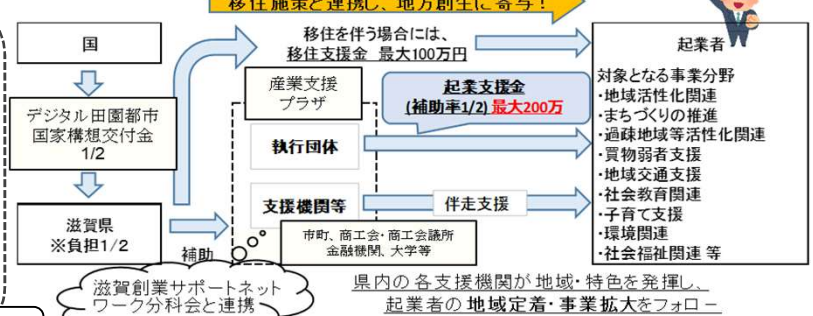 移住施策と連携し、地方創生に寄与！
国
デジタル田園都市
国家構想交付金
1/2
滋賀県
※負担1/2
補助
滋賀創業サポートネット
ワーク分科会と連携
移住を伴う場合には、
移住支援金 最大100万円
産業支援
プラザ
執行団体
支援機関等
市町、商工会・商工会議所
金融機関、大学等
起業支援金
(補助率1/2) 最大200万
伴走支援
起業者
対象となる事業分野
・地域活性化関連
・まちづくりの推進
・過疎地域等活性化関連
・買物弱者支援
・地域交通支援
・社会教育関連
・子育て支援
・環境関連
・社会福祉関連 等
県内の各支援機関が地域・特色を発揮し、
起業者の地域定着・事業拡大をフォロー